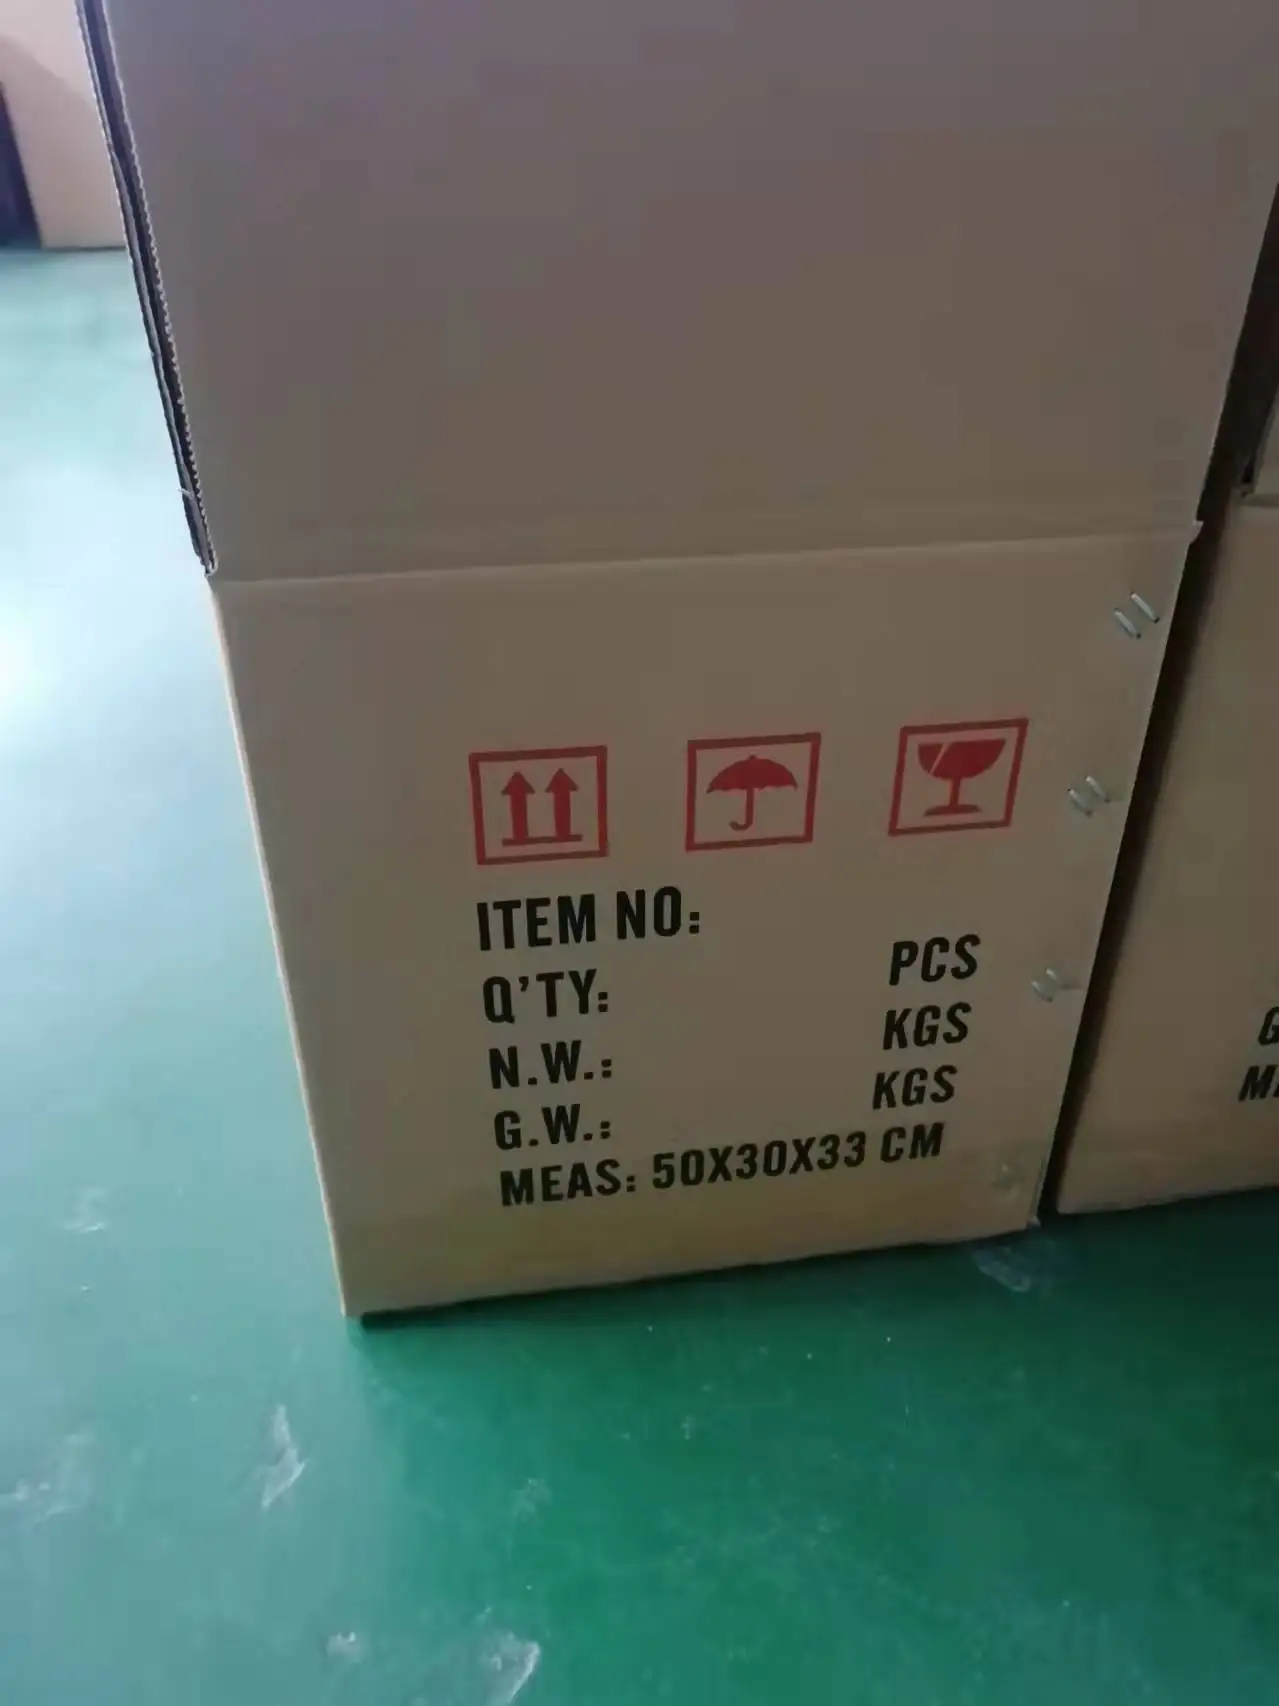 ITEM NO:
Q'TY: PCS
N.W.: KGS
G.W.: KGS
MEAS: 50X30X33 CM